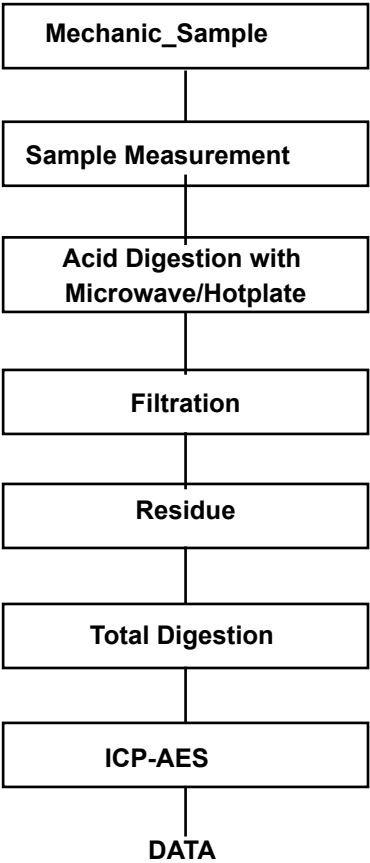 Mechanic_Sample
Sample Measurement
Acid Digestion with
Microwave/Hotplate
Filtration
Residue
Total Digestion
ICP-AES
DATA